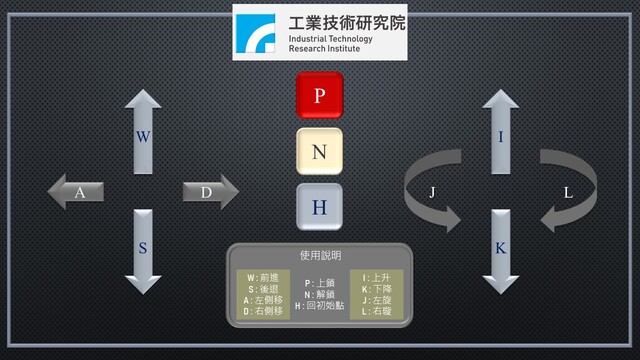 工業技術研究院
Industrial Technology
Research Institute
P
W
I
N
A
D
J
L
H
S
K
使用說明
W : 前進
S : 後退
A : 左側移
D : 右側移
P : 上鎖
N : 解鎖
H : 回初始點
I : 上升
K : 下降
J : 左旋
L : 右璇